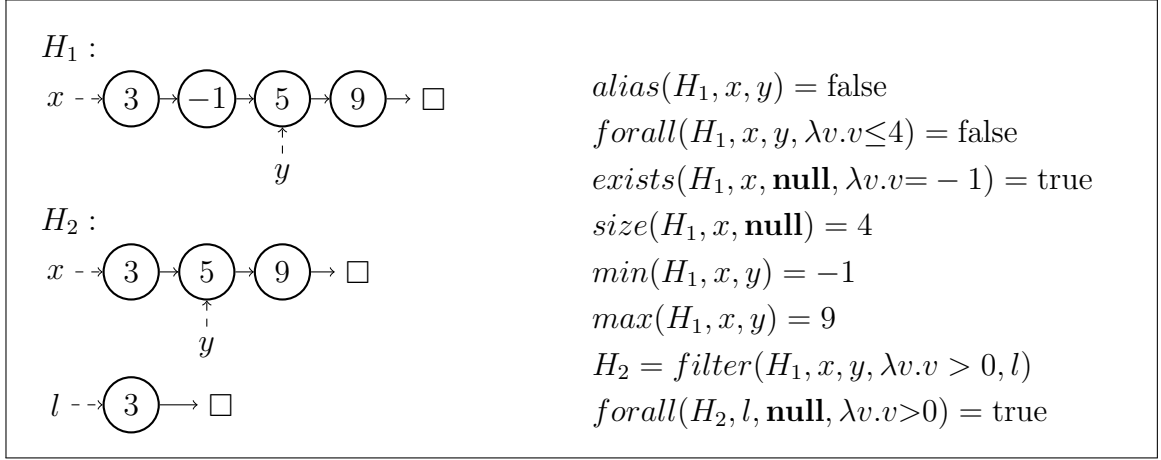 H₁ :
x 3 −1 5 9 □
y
H₂ :
x 3 5 9 □
y
l 3 □
alias(H₁, x, y) = false
forall(H₁, x, y, λv.v≤4) = false
exists(H₁, x, null, λv.v= − 1) = true
size(H₁, x, null) = 4
min(H₁, x, y) = −1
max(H₁, x, y) = 9
H₂ = filter(H₁, x, y, λv.v > 0, l)
forall(H₂, l, null, λv.v>0) = true